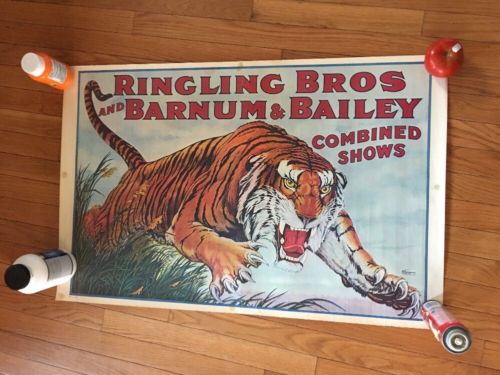 RINGLING BROS
AND BARNUM & BAILEY
COMBINED
SHOWS